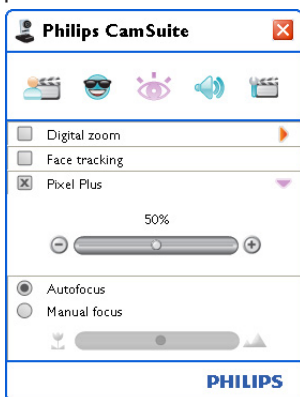 Philips CamSuite
Digital zoom
Face tracking
Pixel Plus
50%
Autofocus
Manual focus
PHILIPS